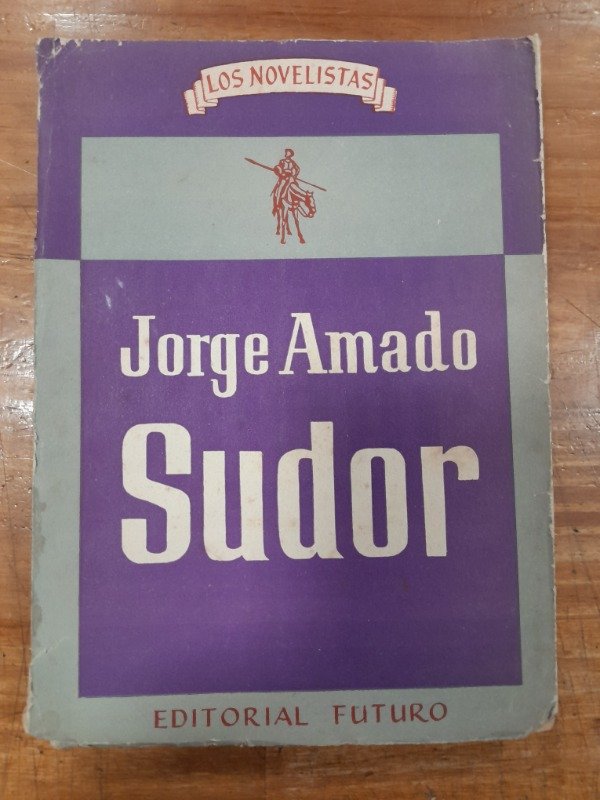 LOS NOVELISTAS
Jorge Amado
Sudor
EDITORIAL FUTURO